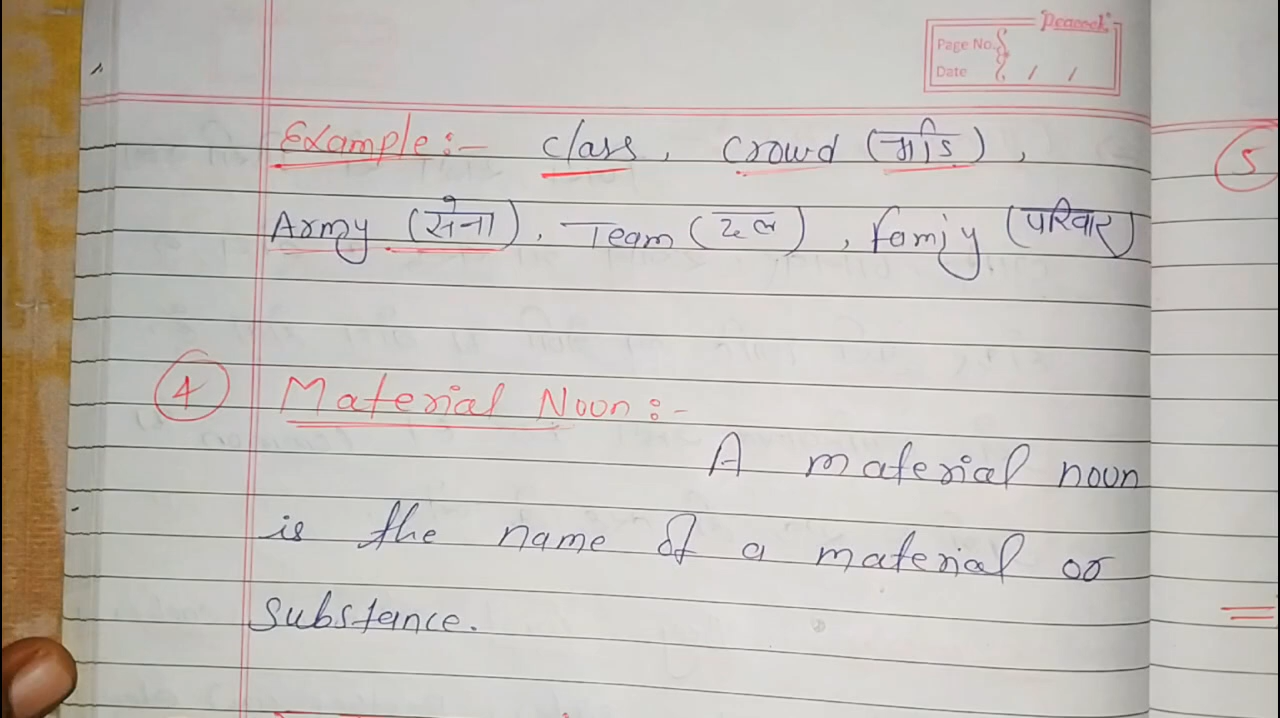 Peacock
Page No.
Date / /
Example:- class, Crowd (भीड),
Army (सेना), Team (दल), Famiy (परिवार)
5
4 Material Noun:-
A material noun
is the name of a material or
substance.